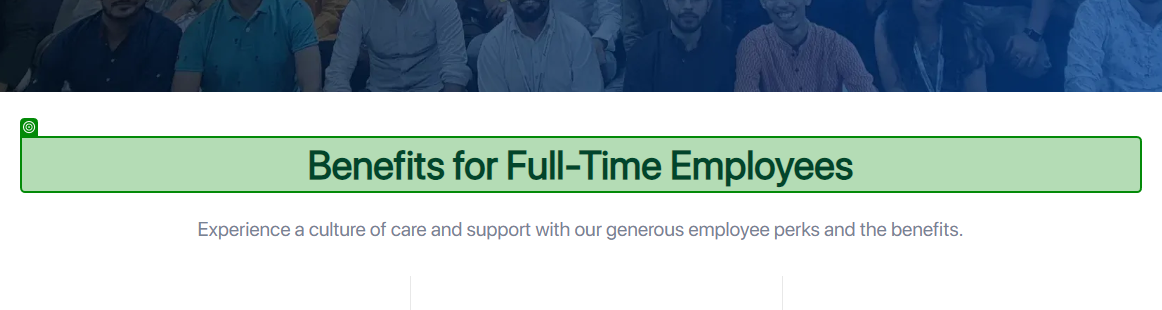 Benefits for Full-Time Employees
Experience a culture of care and support with our generous employee perks and the benefits.